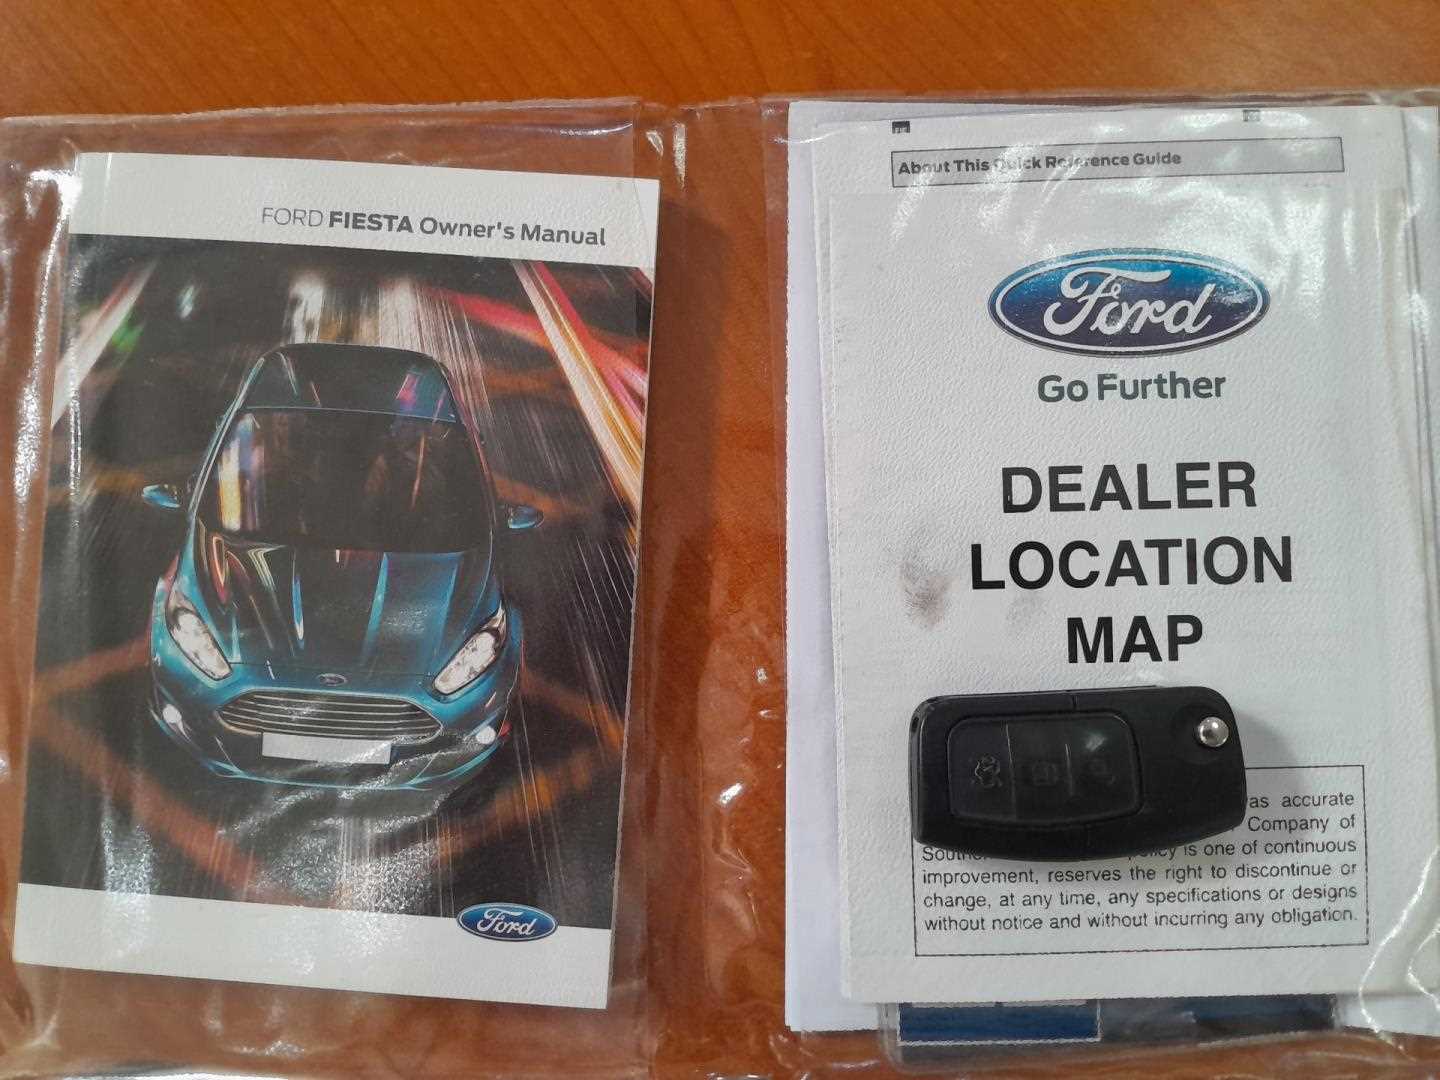 FORD FIESTA Owner's Manual
Ford
About This Quick Reference Guide
Ford
Go Further
DEALER
LOCATION
MAP
as accurate
Company of
policy is one of continuous
improvement, reserves the right to discontinue or
change, at any time, any specifications or designs
without notice and without incurring any obligation.